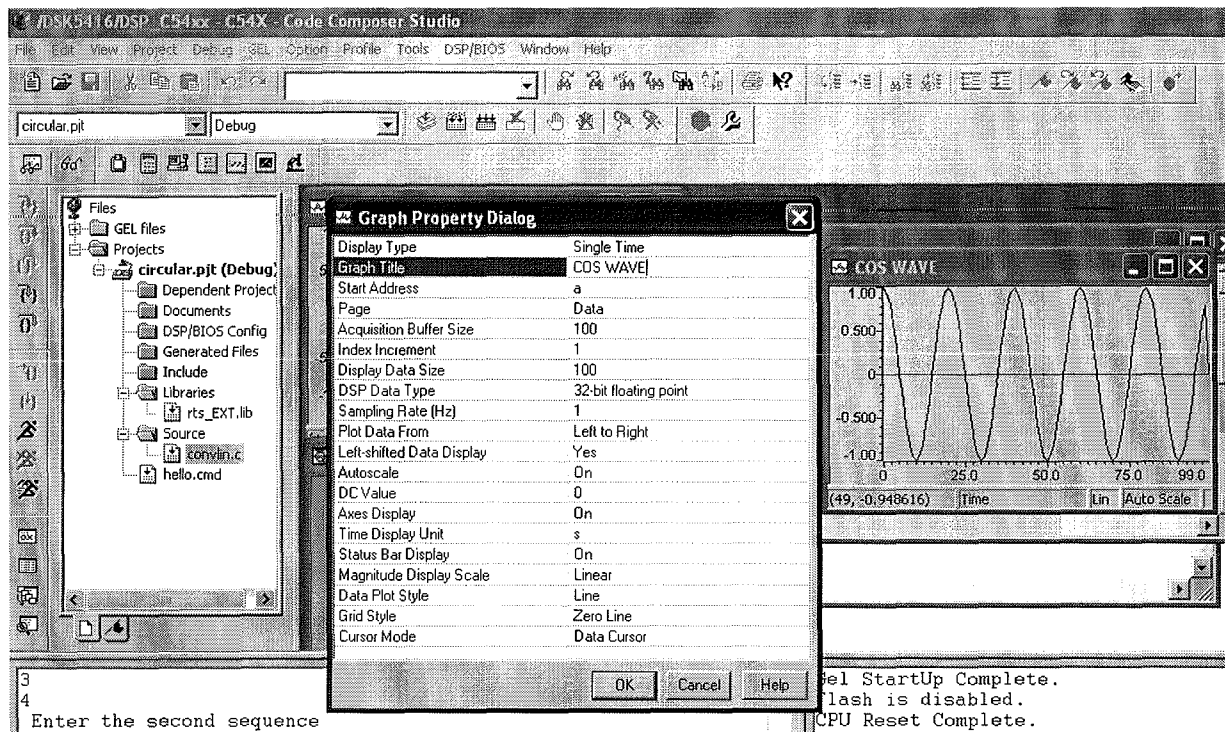 /DSK5416/DSP C54xx - C54X - Code Composer Studio
File Edit View Project Debug GEL Option Profile Tools DSP/BIOS Window Help
circular.pjt Debug
Files
GEL files
Projects
circular.pjt (Debug)
Dependent Project
Documents
DSP/BIOS Config
Generated Files
Include
Libraries
rts_EXT.lib
Source
convlin.c
hello.cmd
Graph Property Dialog
Display Type Single Time
Graph Title COS WAVE
Start Address a
Page Data
Acquisition Buffer Size 100
Index Increment 1
Display Data Size 100
DSP Data Type 32-bit floating point
Sampling Rate (Hz) 1
Plot Data From Left to Right
Left-shifted Data Display Yes
Autoscale On
DC Value 0
Axes Display On
Time Display Unit s
Status Bar Display On
Magnitude Display Scale Linear
Data Plot Style Line
Grid Style Zero Line
Cursor Mode Data Cursor
OK Cancel Help
COS WAVE
1.00
0.500
0
-0.500
-1.00
0 25.0 50.0 75.0 99.0
(49, -0.948616) Time Lin Auto Scale
3
4
Enter the second sequence
Gel StartUp Complete.
Flash is disabled.
CPU Reset Complete.